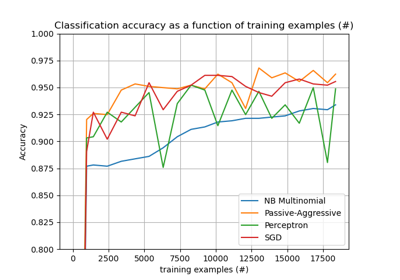 Classification accuracy as a function of training examples (#)
1.000
0.975
0.950
0.925
0.900
0.875
0.850
0.825
0.800
Accuracy
NB Multinomial
Passive-Aggressive
Perceptron
SGD
0 2500 5000 7500 10000 12500 15000 17500
training examples (#)